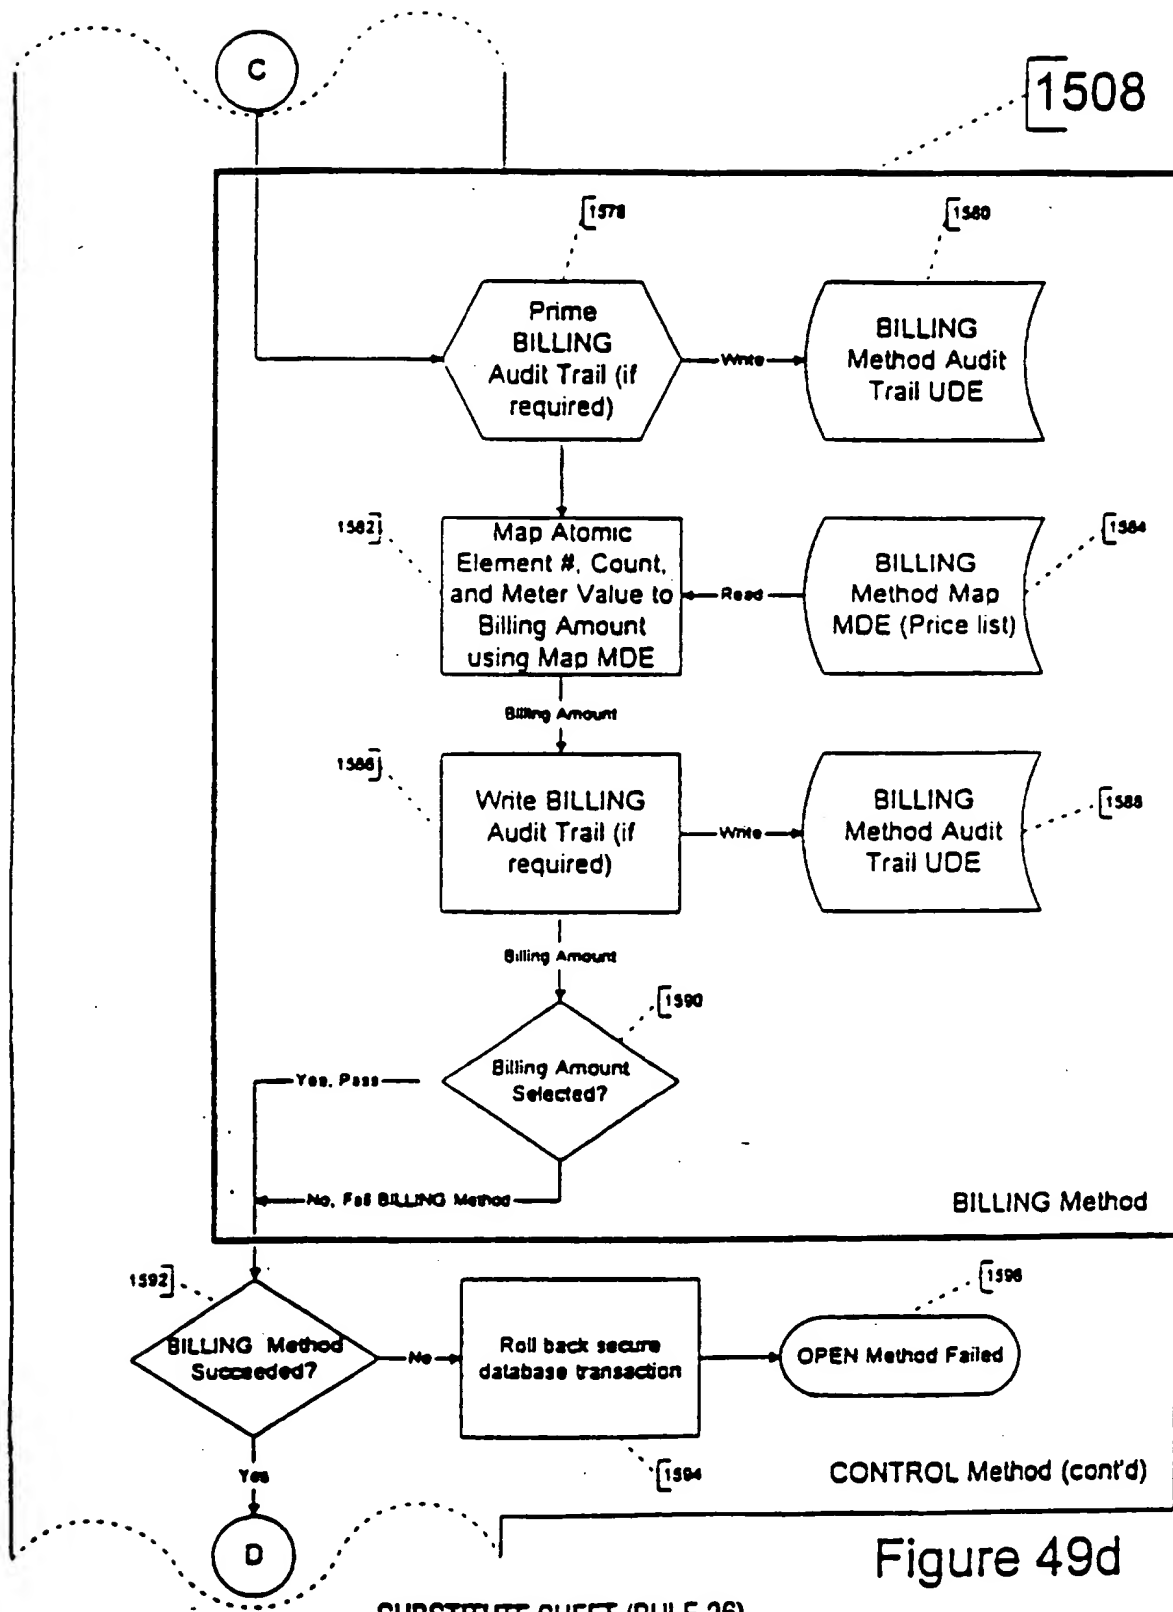 C
1508
1578
1580
Prime
BILLING
Audit Trail (if
required)
Write
BILLING
Method Audit
Trail UDE
1582
1584
Map Atomic
Element #, Count,
and Meter Value to
Billing Amount
using Map MDE
Read
BILLING
Method Map
MDE (Price list)
Billing Amount
1586
1588
Write BILLING
Audit Trail (if
required)
Write
BILLING
Method Audit
Trail UDE
Billing Amount
1590
Billing Amount
Selected?
Yes, Pass
No, Fail BILLING Method
BILLING Method
1592
1596
BILLING Method
Succeeded?
No
Roll back secure
database transaction
OPEN Method Failed
1594
Yes
CONTROL Method (cont'd)
D
Figure 49d
SUBSTITUTE SHEET (RULE 26)